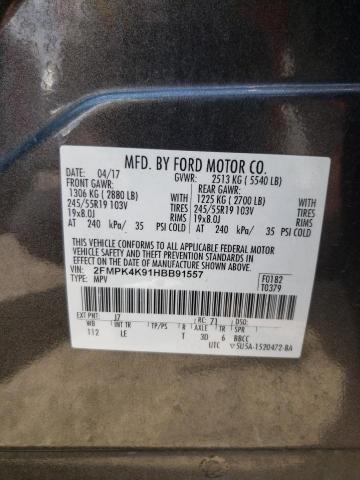 MFD. BY FORD MOTOR CO.
04/17 GVWR: 2513 KG ( 5540 LB)
FRONT GAWR: REAR GAWR:
1306 KG ( 2880 LB) 1225 KG ( 2700 LB)
245/55R19 103V TIRES 245/55R19 103V TIRES
19x8.0J RIMS 19x8.0J RIMS
AT 240 kPa/ 35 PSI COLD AT 240 kPa/ 35 PSI COLD
THIS VEHICLE CONFORMS TO ALL APPLICABLE FEDERAL MOTOR
VEHICLE SAFETY AND THEFT PREVENTION STANDARDS IN EFFECT ON THE DATE OF MANUFACTURE SHOWN ABOVE.
VIN: 2FMPK4K91HBB91557 F0182
TYPE: MPV T0379
EXT PNT: J7 RC: 71 DSO:
WB INT TR TP/PS R AXLE TR SPR
112 LE T 3D 6 BBCC
UTC 5U5A-1520472-BA